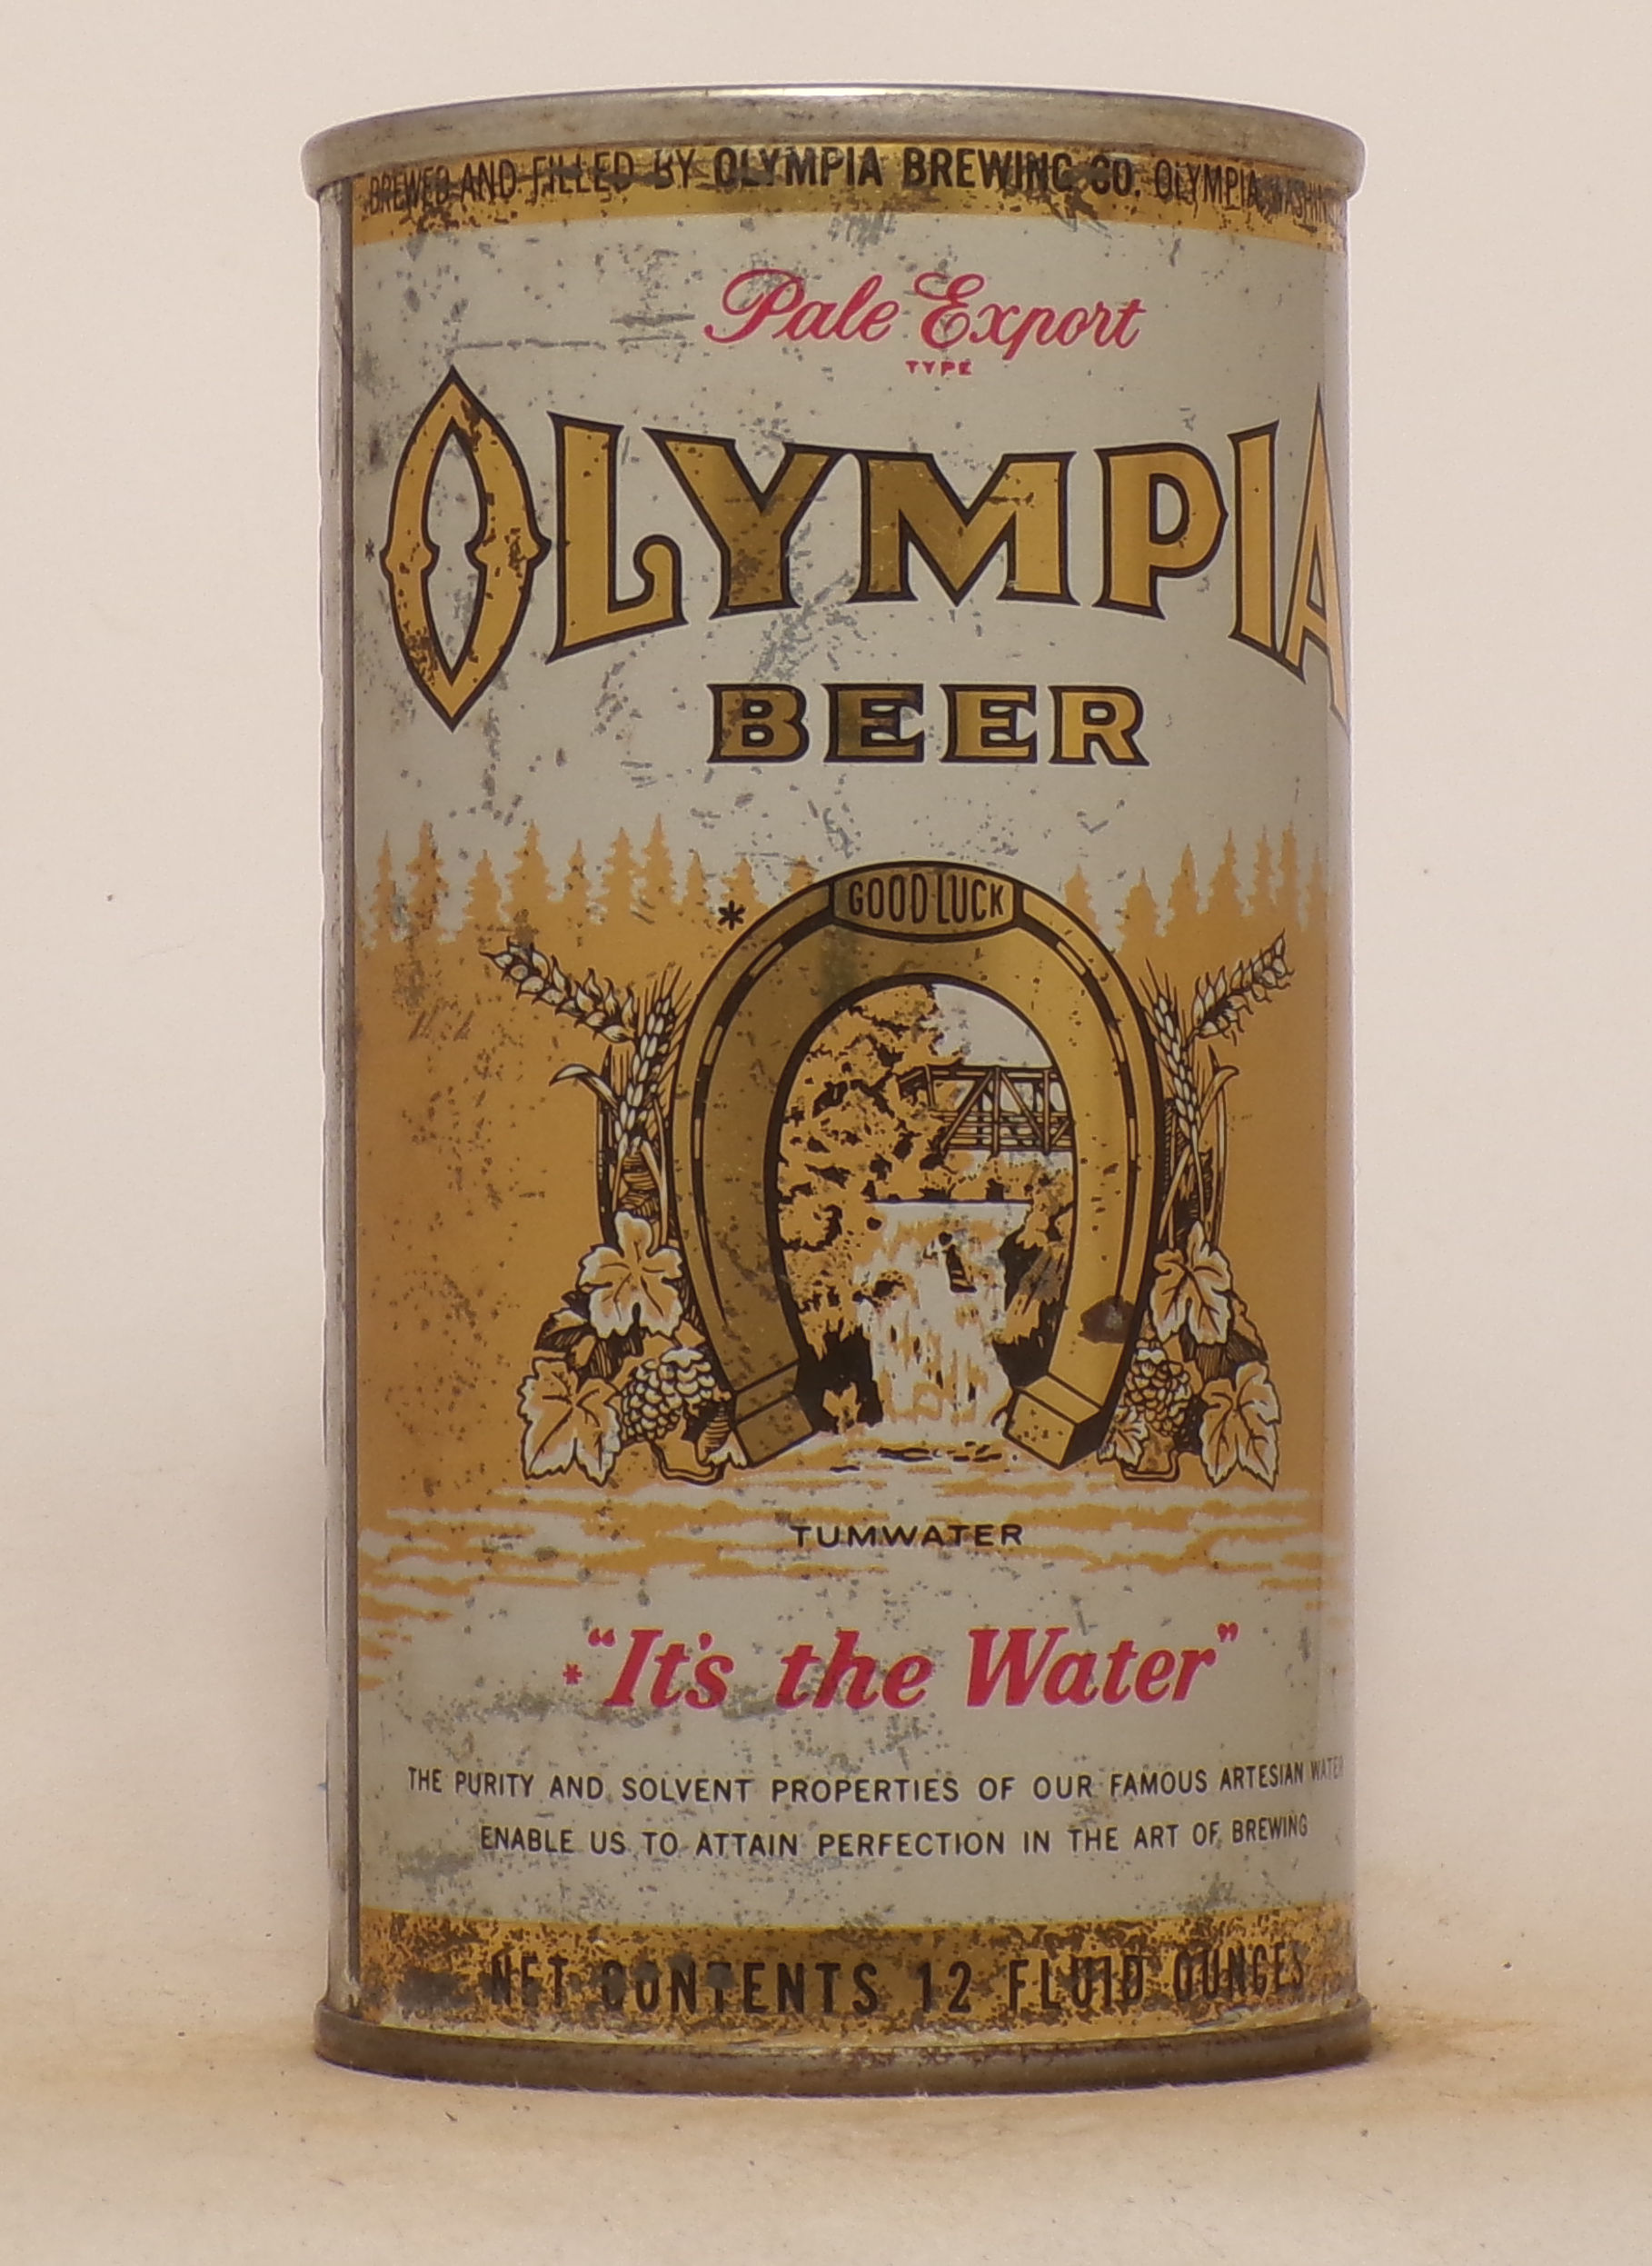 BREWED AND FILLED BY OLYMPIA BREWING CO. OLYMPIA, WASHIN
Pale Export
TYPE
*OLYMPIA
BEER
*
GOOD LUCK
TUMWATER
*"It's the Water"
THE PURITY AND SOLVENT PROPERTIES OF OUR FAMOUS ARTESIAN WATER
ENABLE US TO ATTAIN PERFECTION IN THE ART OF BREWING
NET CONTENTS 12 FLUID OUNCES